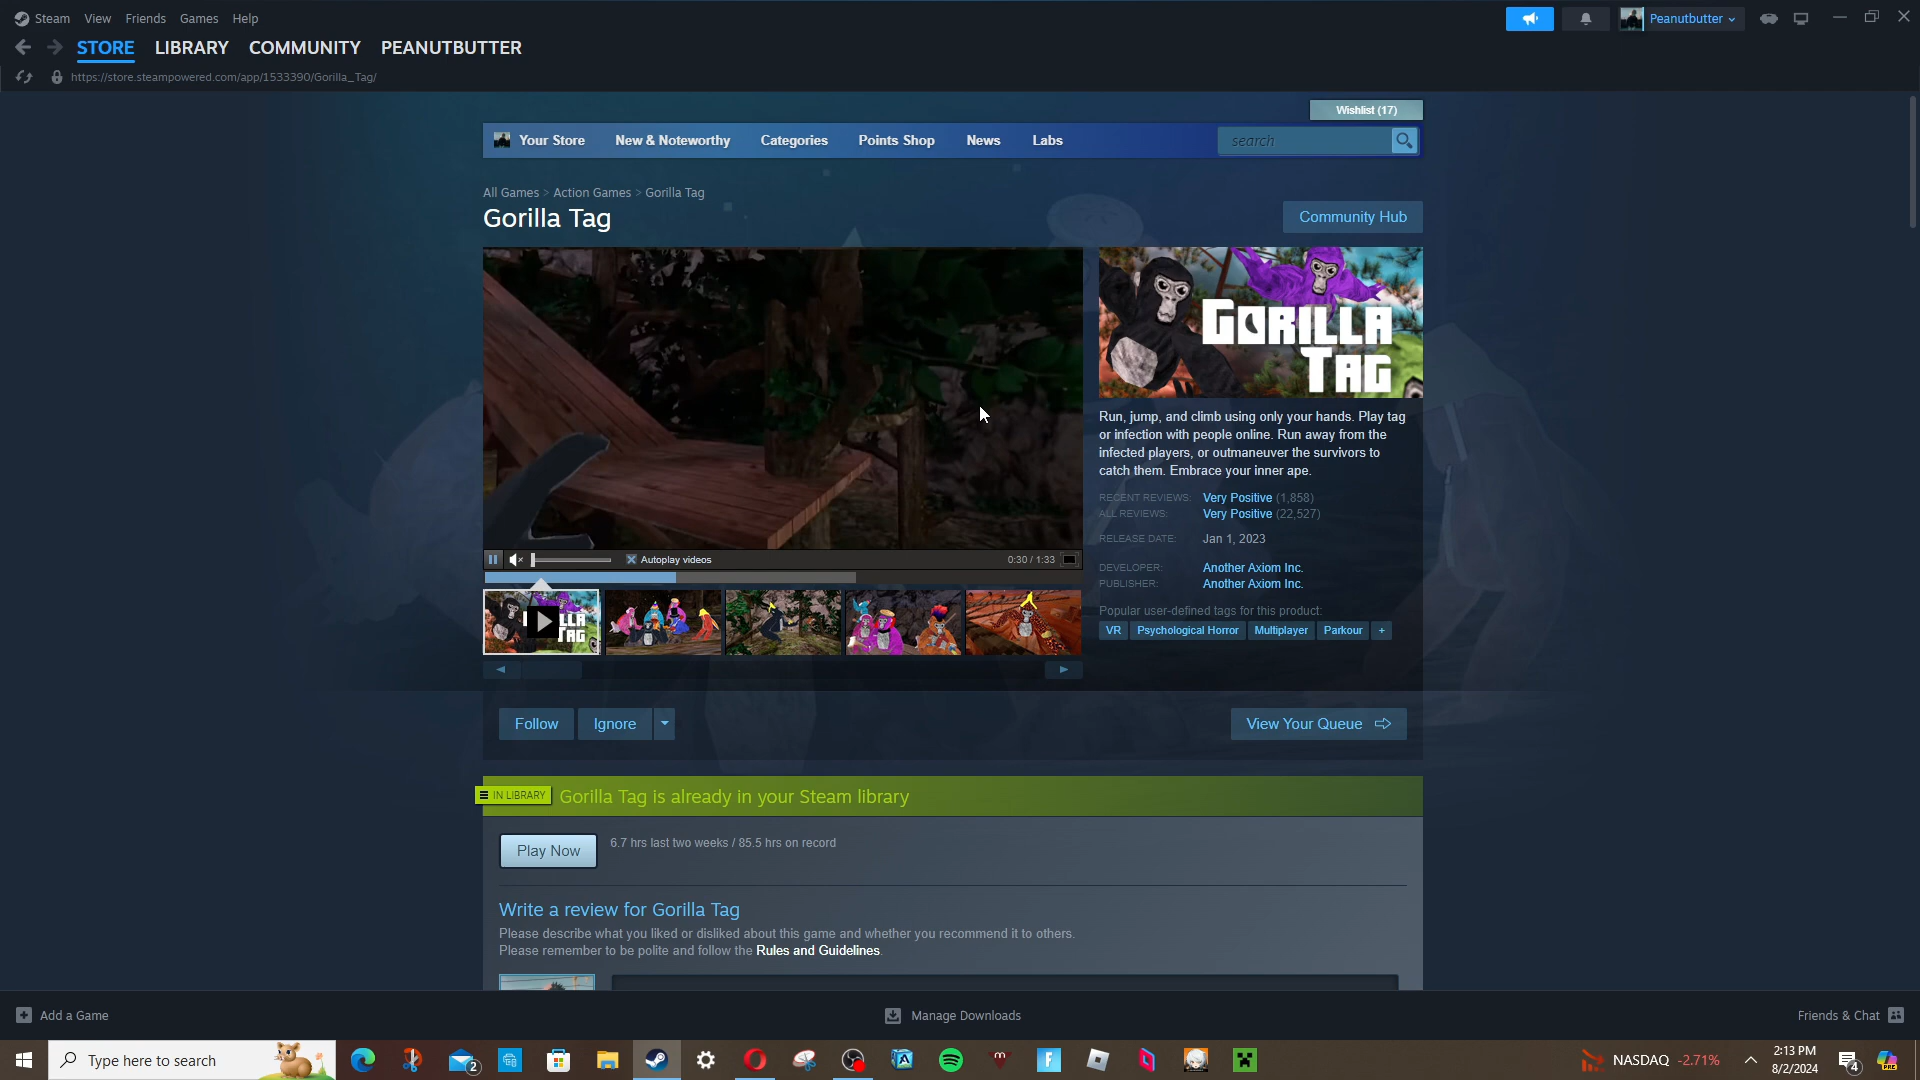 Steam View Friends Games Help
Peanutbutter
STORE LIBRARY COMMUNITY PEANUTBUTTER
https://store.steampowered.com/app/1533390/Gorilla_Tag/
Wishlist (17)
Your Store New & Noteworthy Categories Points Shop News Labs search
All Games > Action Games > Gorilla Tag
Gorilla Tag
Community Hub
GORILLA
TAG
Run, jump, and climb using only your hands. Play tag
or infection with people online. Run away from the
infected players, or outmaneuver the survivors to
catch them. Embrace your inner ape.
RECENT REVIEWS: Very Positive (1,858)
ALL REVIEWS: Very Positive (22,527)
RELEASE DATE: Jan 1, 2023
DEVELOPER: Another Axiom Inc.
PUBLISHER: Another Axiom Inc.
Popular user-defined tags for this product:
VR Psychological Horror Multiplayer Parkour +
Autoplay videos 0:30 / 1:33
Follow Ignore View Your Queue
IN LIBRARY Gorilla Tag is already in your Steam library
Play Now 6.7 hrs last two weeks / 85.5 hrs on record
Write a review for Gorilla Tag
Please describe what you liked or disliked about this game and whether you recommend it to others.
Please remember to be polite and follow the Rules and Guidelines.
Add a Game Manage Downloads Friends & Chat
Type here to search 2 NASDAQ -2.71% 2:13 PM 4
8/2/2024